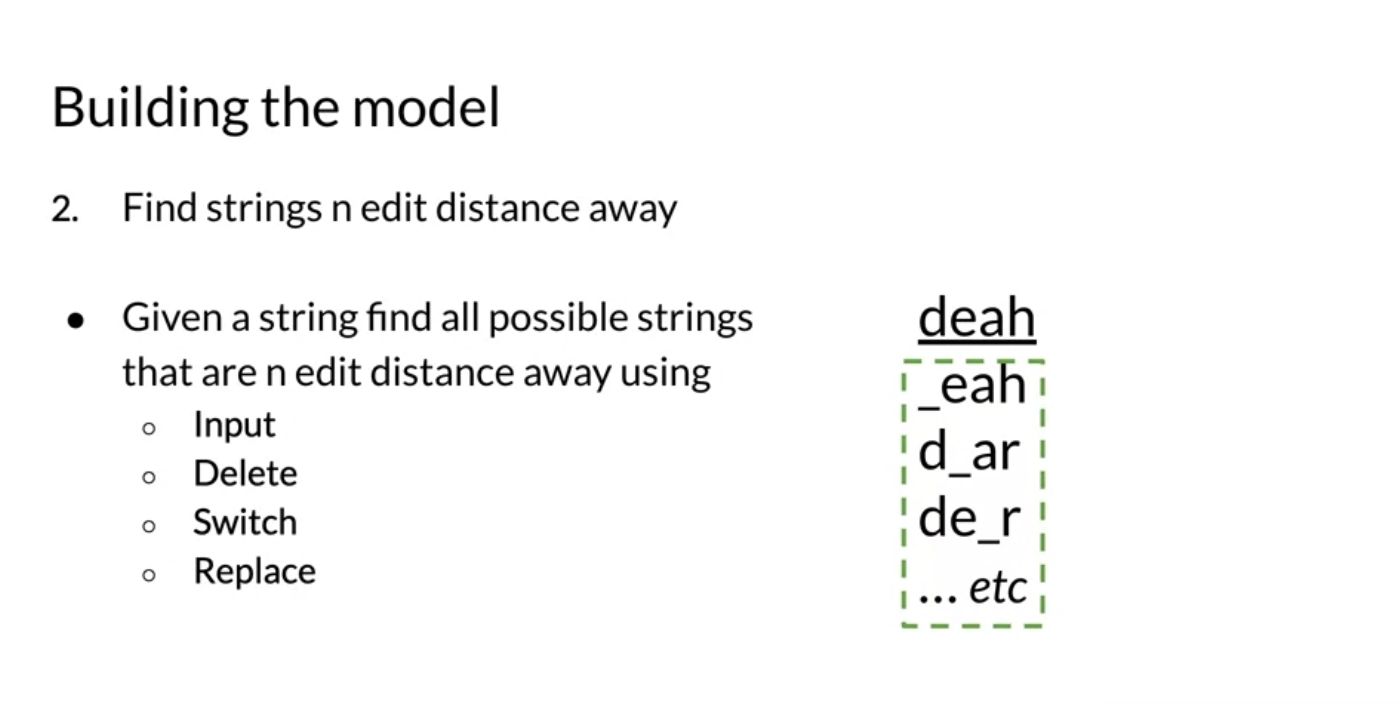 Building the model
2. Find strings n edit distance away
● Given a string find all possible strings
that are n edit distance away using
○ Input
○ Delete
○ Switch
○ Replace
deah
_eah
d_ar
de_r
... etc